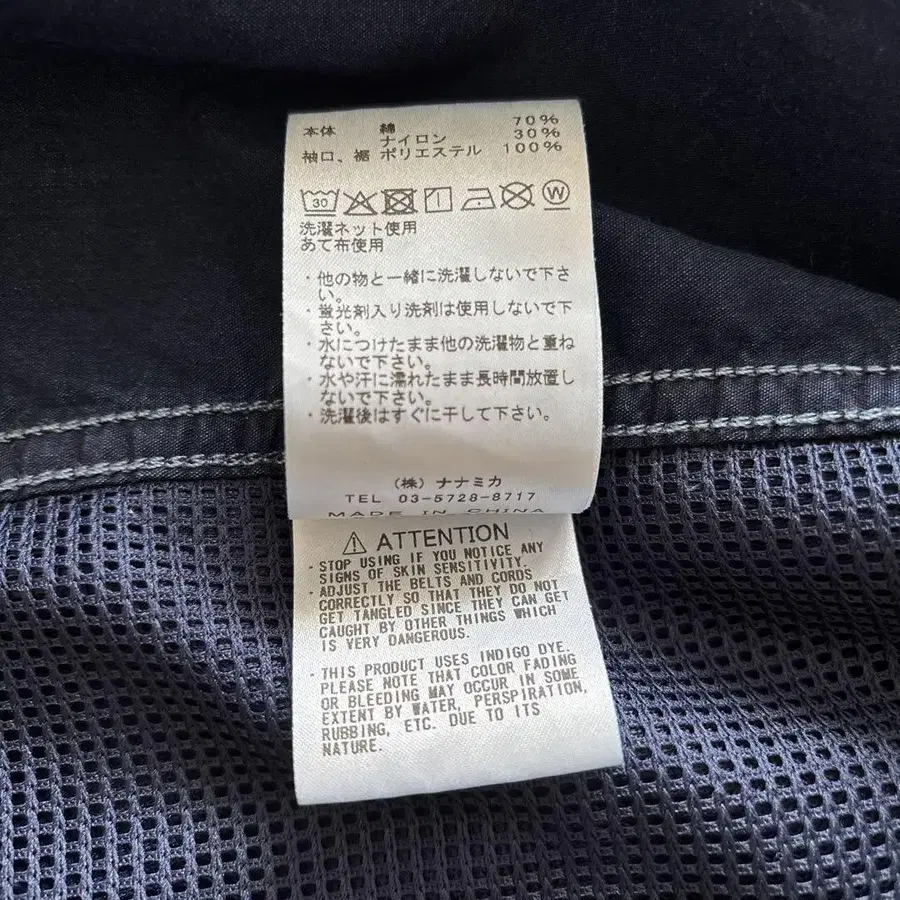 本体 綿 70%
ナイロン 30%
袖口、裾 ポリエステル 100%
30 W
洗濯ネット使用
あて布使用
・他の物と一緒に洗濯しないで下さ
い。
・蛍光剤入り洗剤は使用しないで下さ
い。
・水につけたまま他の洗濯物と重ね
ないで下さい。
・水や汗に濡れたまま長時間放置し
ないで下さい。
・洗濯後はすぐに干して下さい。
(株) ナナミカ
TEL 03-5728-8717
MADE IN CHINA
⚠ ATTENTION
・STOP USING IF YOU NOTICE ANY
SIGNS OF SKIN SENSITIVITY.
・ADJUST THE BELTS AND CORDS
CORRECTLY SO THAT THEY DO NOT
GET TANGLED SINCE THEY CAN GET
CAUGHT BY OTHER THINGS WHICH
IS VERY DANGEROUS.
・THIS PRODUCT USES INDIGO DYE.
PLEASE NOTE THAT COLOR FADING
OR BLEEDING MAY OCCUR IN SOME
EXTENT BY WATER, PERSPIRATION,
RUBBING, ETC. DUE TO ITS
NATURE.